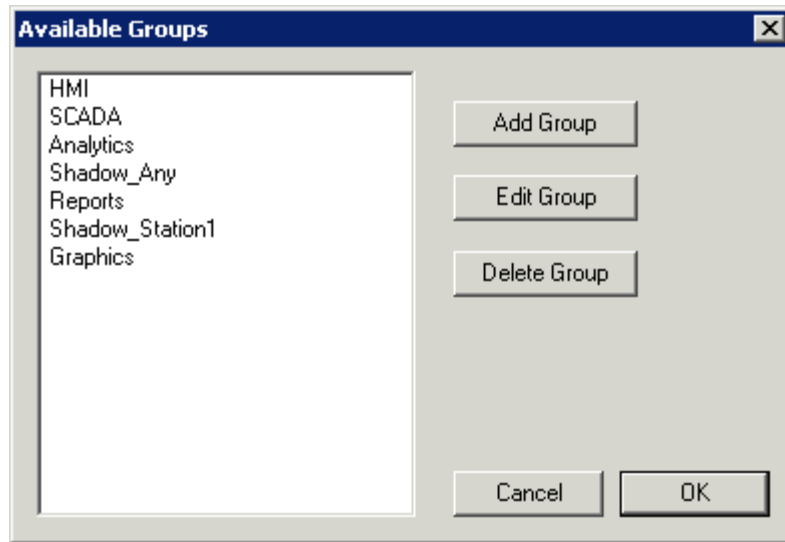 Available Groups
HMI
SCADA
Analytics
Shadow_Any
Reports
Shadow_Station1
Graphics
Add Group
Edit Group
Delete Group
Cancel
OK